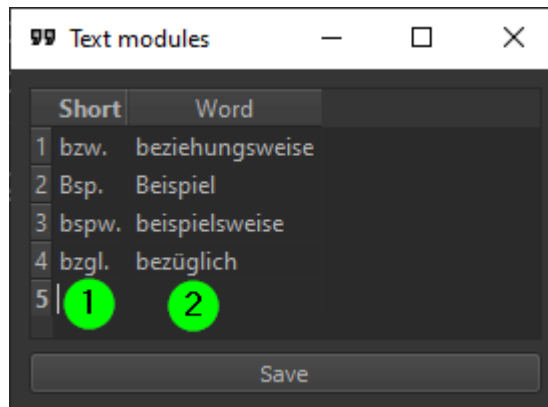 Text modules
Short Word
1 bzw. beziehungsweise
2 Bsp. Beispiel
3 bspw. beispielsweise
4 bzgl. bezüglich
5 1 2
Save